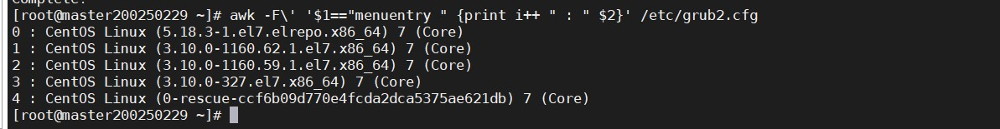 [root@master200250229 ~]# awk -F\' '$1=="menuentry " {print i++ " : " $2}' /etc/grub2.cfg
0 : CentOS Linux (5.18.3-1.el7.elrepo.x86_64) 7 (Core)
1 : CentOS Linux (3.10.0-1160.62.1.el7.x86_64) 7 (Core)
2 : CentOS Linux (3.10.0-1160.59.1.el7.x86_64) 7 (Core)
3 : CentOS Linux (3.10.0-327.el7.x86_64) 7 (Core)
4 : CentOS Linux (0-rescue-ccf6b09d770e4fcda2dca5375ae621db) 7 (Core)
[root@master200250229 ~]#